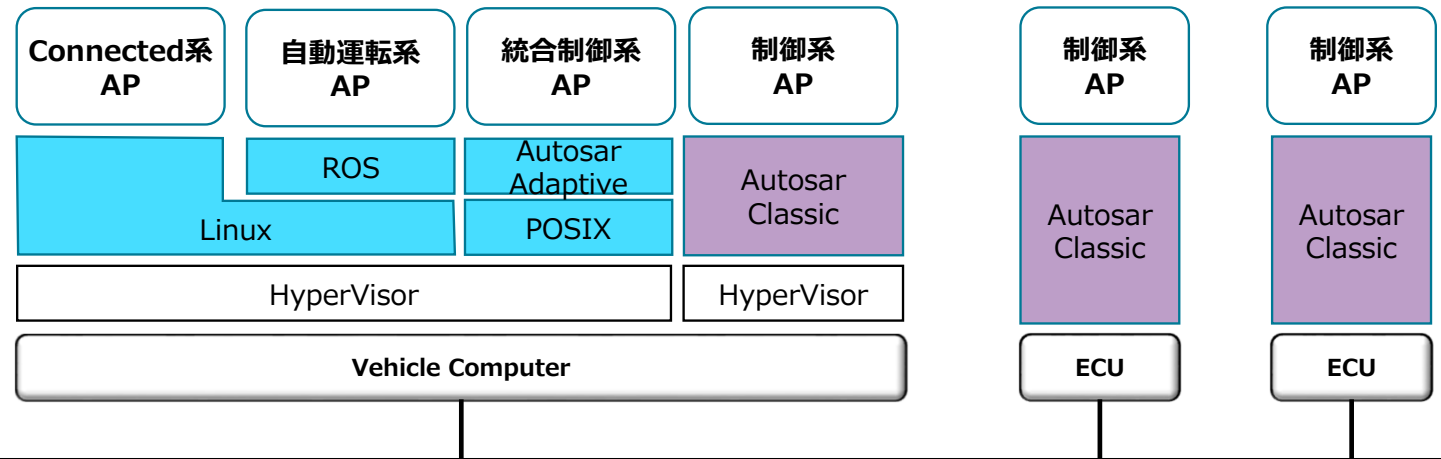 Connected系
AP
自動運転系
AP
統合制御系
AP
制御系
AP
制御系
AP
制御系
AP
ROS
Autosar
Adaptive
Linux
POSIX
Autosar
Classic
Autosar
Classic
Autosar
Classic
HyperVisor
HyperVisor
Vehicle Computer
ECU
ECU